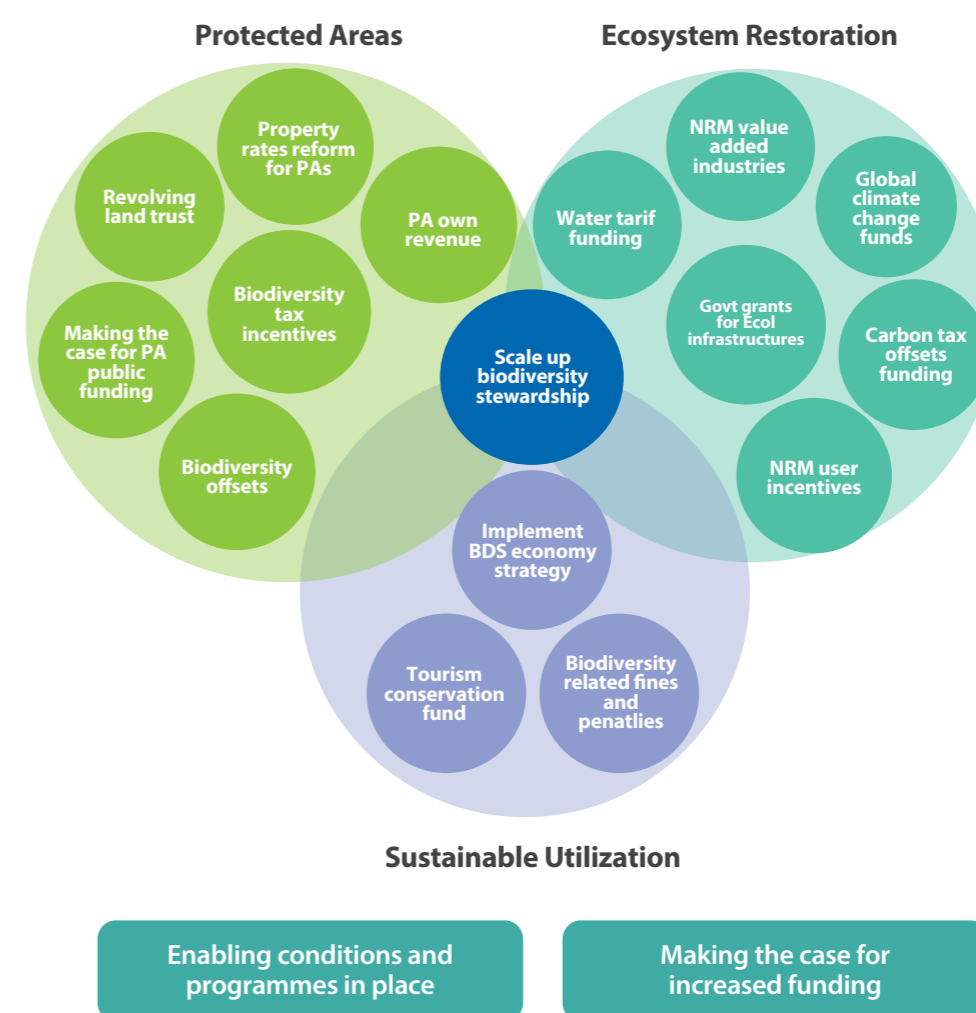 Protected Areas
Ecosystem Restoration
Property
rates reform
for PAs
Revolving
land trust
PA own
revenue
Biodiversity
tax
incentives
Making the
case for PA
public
funding
Biodiversity
offsets
NRM value
added
industries
Water tarif
funding
Global
climate
change
funds
Govt grants
for Ecol
infrastructures
Carbon tax
offsets
funding
NRM user
incentives
Scale up
biodiversity
stewardship
Implement
BDS economy
strategy
Tourism
conservation
fund
Biodiversity
related fines
and
penatlies
Sustainable Utilization
Enabling conditions and
programmes in place
Making the case for
increased funding